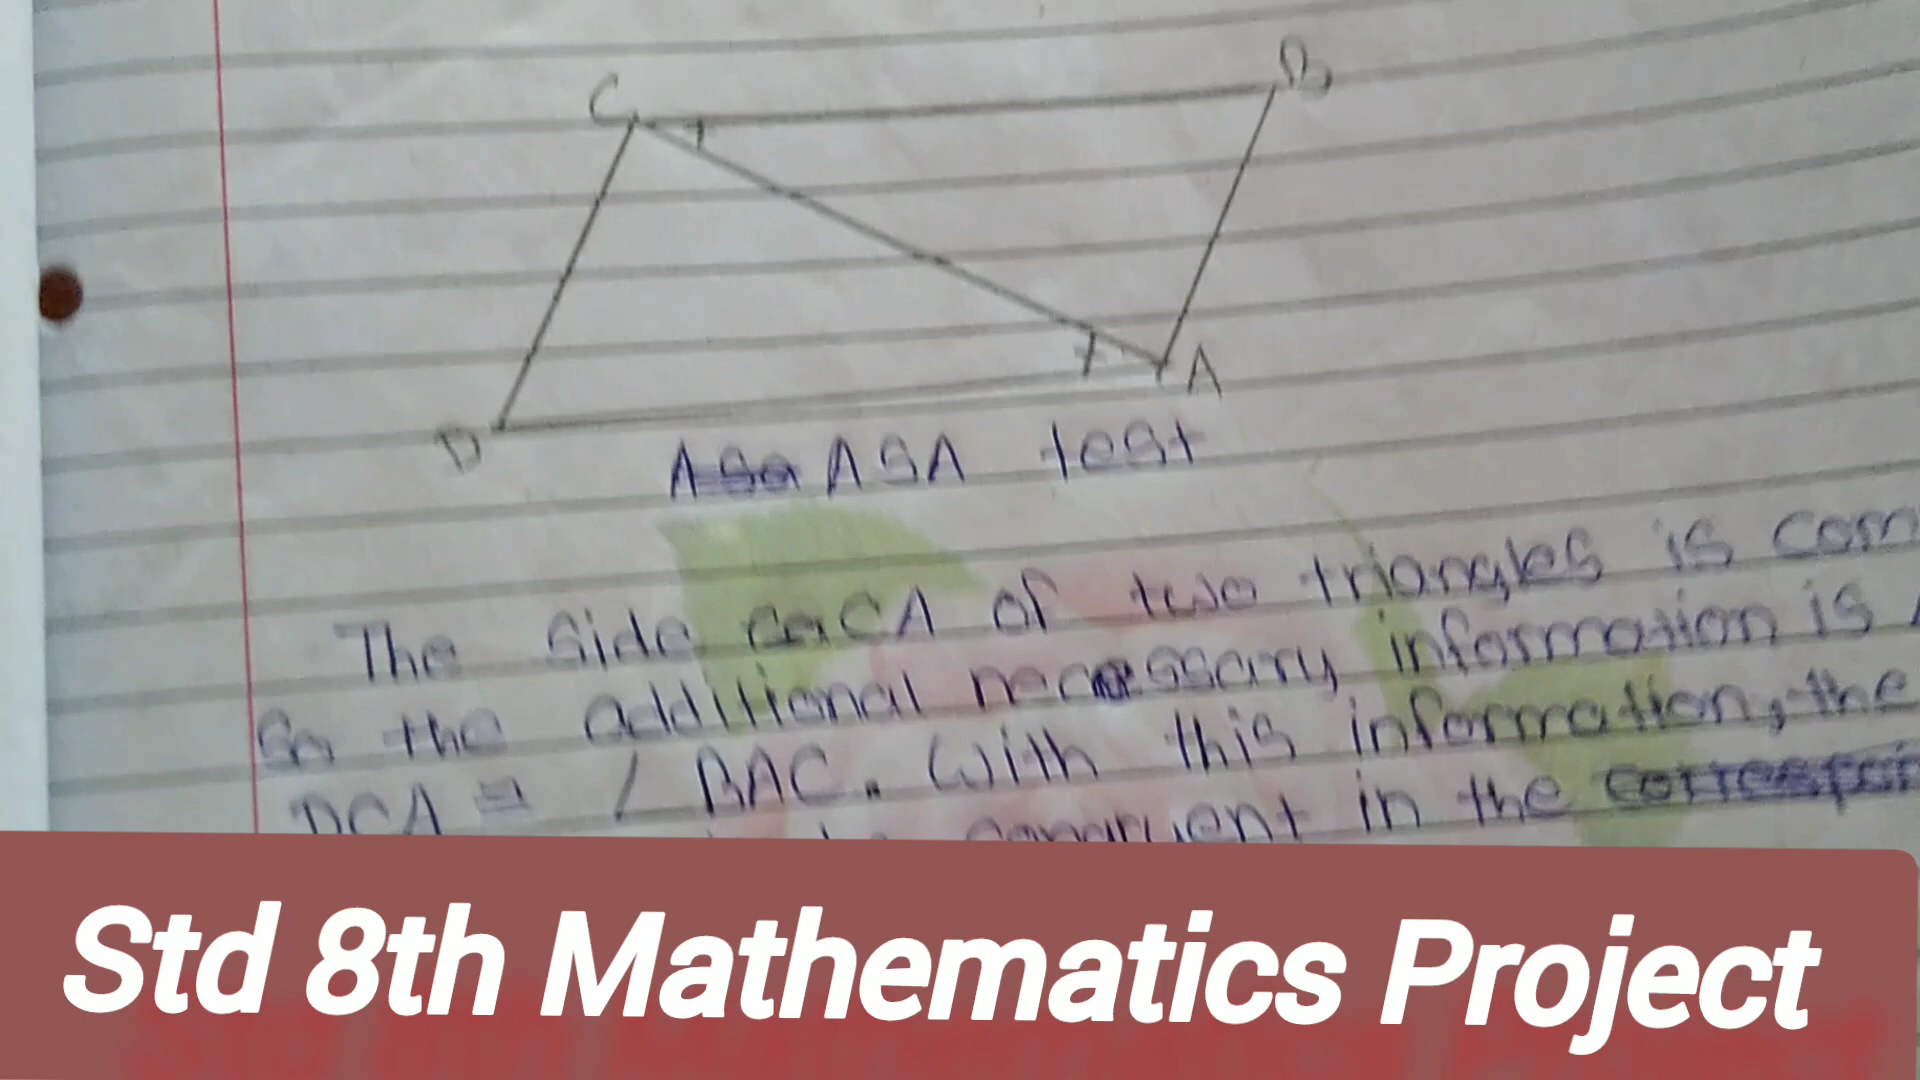 C
B
A
D
ASA test
The side CA of two triangles is com
So the additional necessary information is
DCA = ∠ BAC. With this information, the
congruent in the
Std 8th Mathematics Project